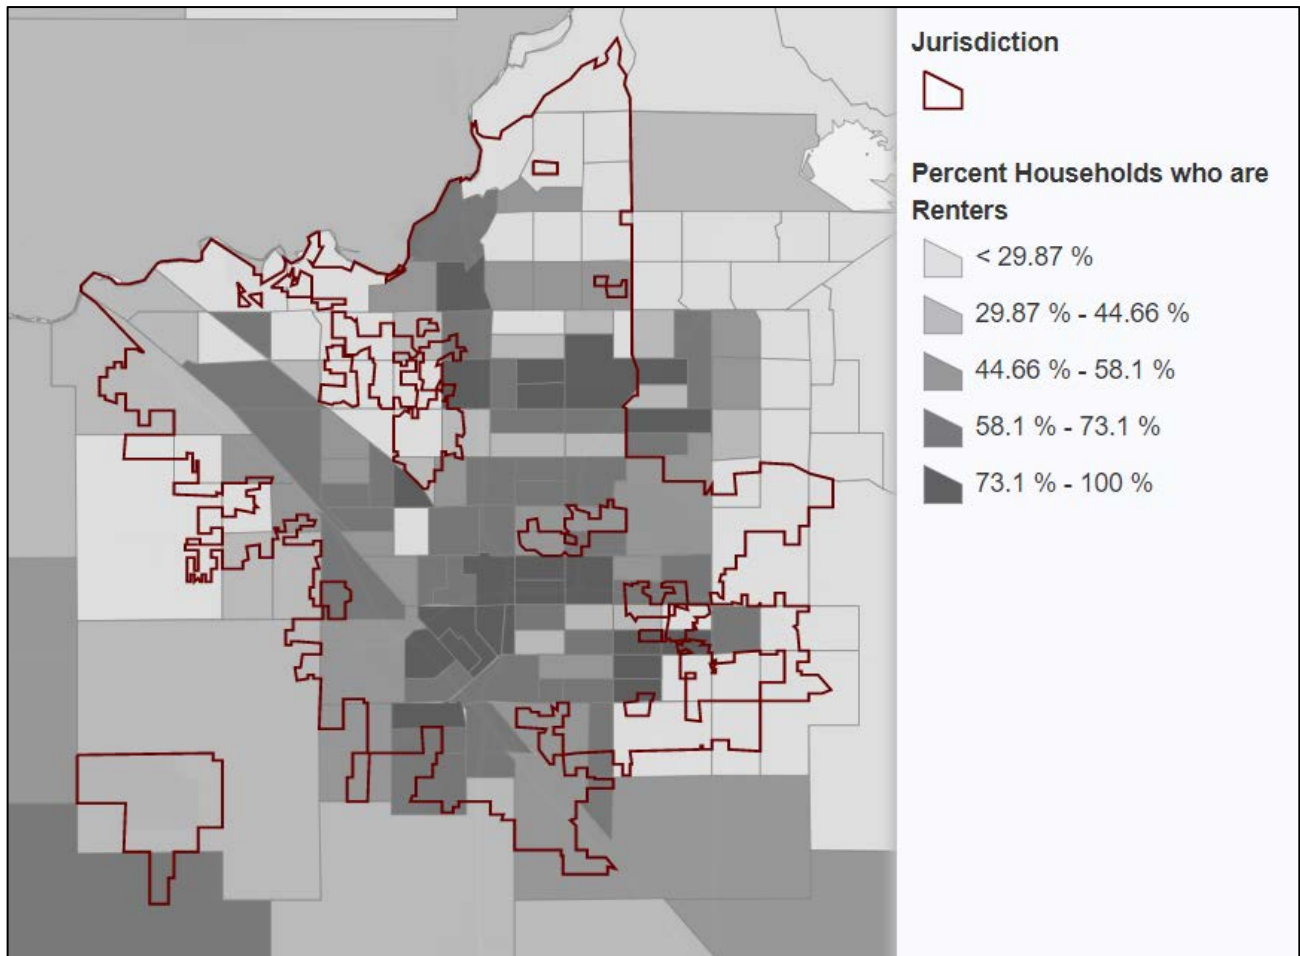 Jurisdiction
Percent Households who are
Renters
< 29.87 %
29.87 % - 44.66 %
44.66 % - 58.1 %
58.1 % - 73.1 %
73.1 % - 100 %